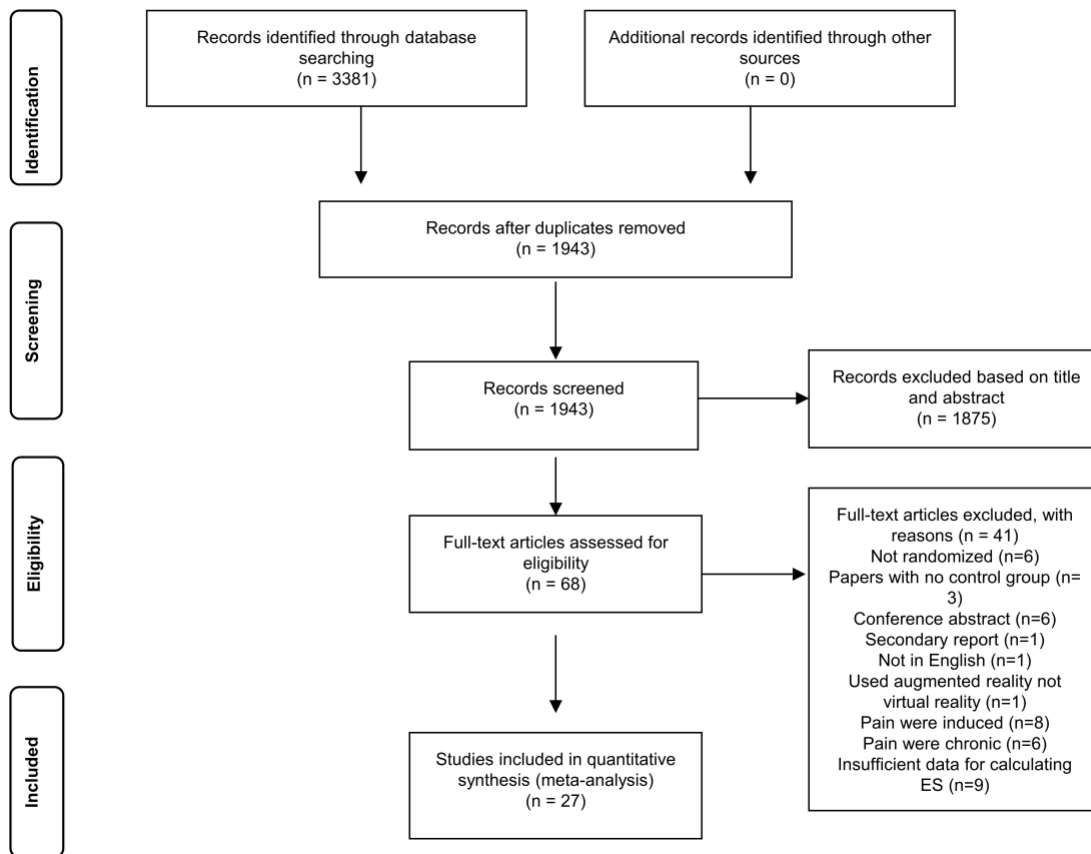 Identification
Records identified through database
searching
(n = 3381)
Additional records identified through other
sources
(n = 0)
Records after duplicates removed
(n = 1943)
Screening
Records screened
(n = 1943)
Records excluded based on title
and abstract
(n = 1875)
Eligibility
Full-text articles assessed for
eligibility
(n = 68)
Full-text articles excluded, with
reasons (n = 41)
Not randomized (n=6)
Papers with no control group (n=
3)
Conference abstract (n=6)
Secondary report (n=1)
Not in English (n=1)
Used augmented reality not
virtual reality (n=1)
Pain were induced (n=8)
Pain were chronic (n=6)
Insufficient data for calculating
ES (n=9)
Included
Studies included in quantitative
synthesis (meta-analysis)
(n = 27)